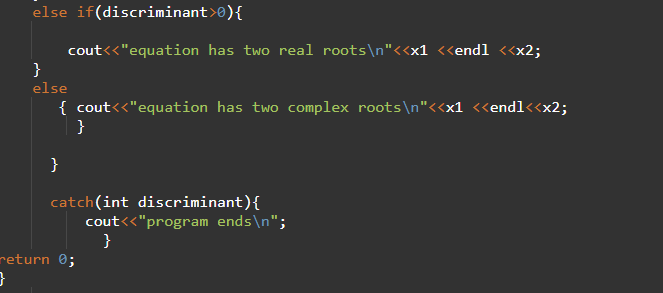 else if(discriminant>0){
cout<<"equation has two real roots\n"<<x1 <<endl <<x2;
}
else
{ cout<<"equation has two complex roots\n"<<x1 <<endl<<x2;
}
}
catch(int discriminant){
cout<<"program ends\n";
}
return 0;
}